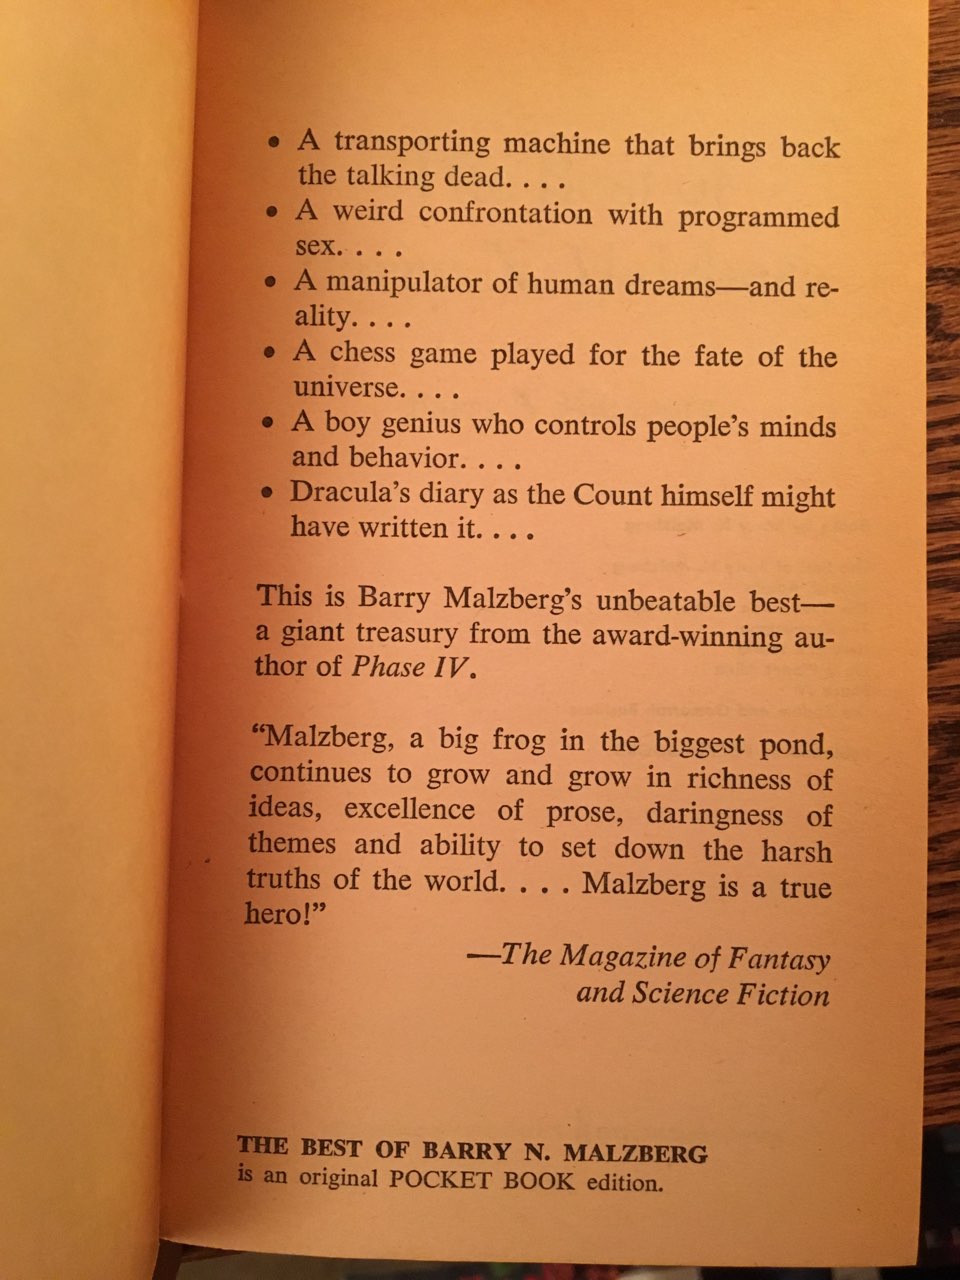 • A transporting machine that brings back
the talking dead. . . .
• A weird confrontation with programmed
sex. . . .
• A manipulator of human dreams—and re-
ality. . . .
• A chess game played for the fate of the
universe. . . .
• A boy genius who controls people's minds
and behavior. . . .
• Dracula's diary as the Count himself might
have written it. . . .
This is Barry Malzberg's unbeatable best—
a giant treasury from the award-winning au-
thor of Phase IV.
“Malzberg, a big frog in the biggest pond,
continues to grow and grow in richness of
ideas, excellence of prose, daringness of
themes and ability to set down the harsh
truths of the world. . . . Malzberg is a true
hero!”
—The Magazine of Fantasy
and Science Fiction
THE BEST OF BARRY N. MALZBERG
is an original POCKET BOOK edition.